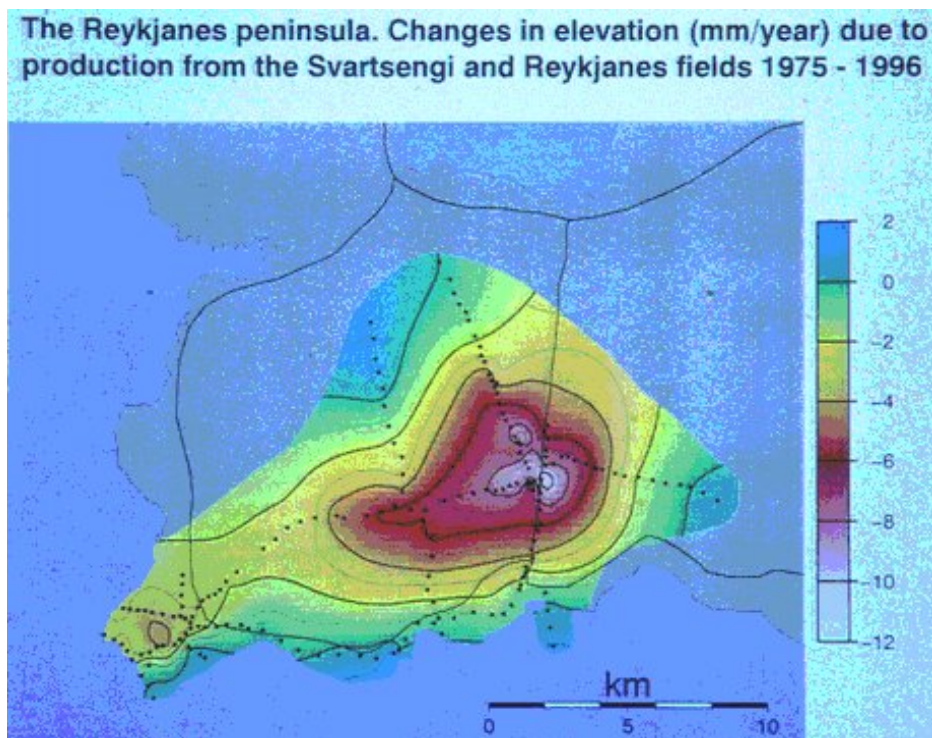 The Reykjanes peninsula. Changes in elevation (mm/year) due to
production from the Svartsengi and Reykjanes fields 1975 - 1996
2
0
-2
-4
-6
-8
-10
-12
km
0 5 10